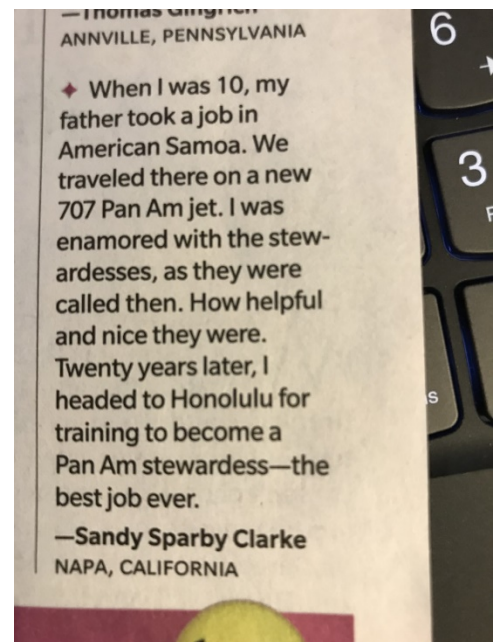 —Thomas Gingrich
ANNVILLE, PENNSYLVANIA
✦ When I was 10, my
father took a job in
American Samoa. We
traveled there on a new
707 Pan Am jet. I was
enamored with the stew-
ardesses, as they were
called then. How helpful
and nice they were.
Twenty years later, I
headed to Honolulu for
training to become a
Pan Am stewardess—the
best job ever.
—Sandy Sparby Clarke
NAPA, CALIFORNIA
6
3
s